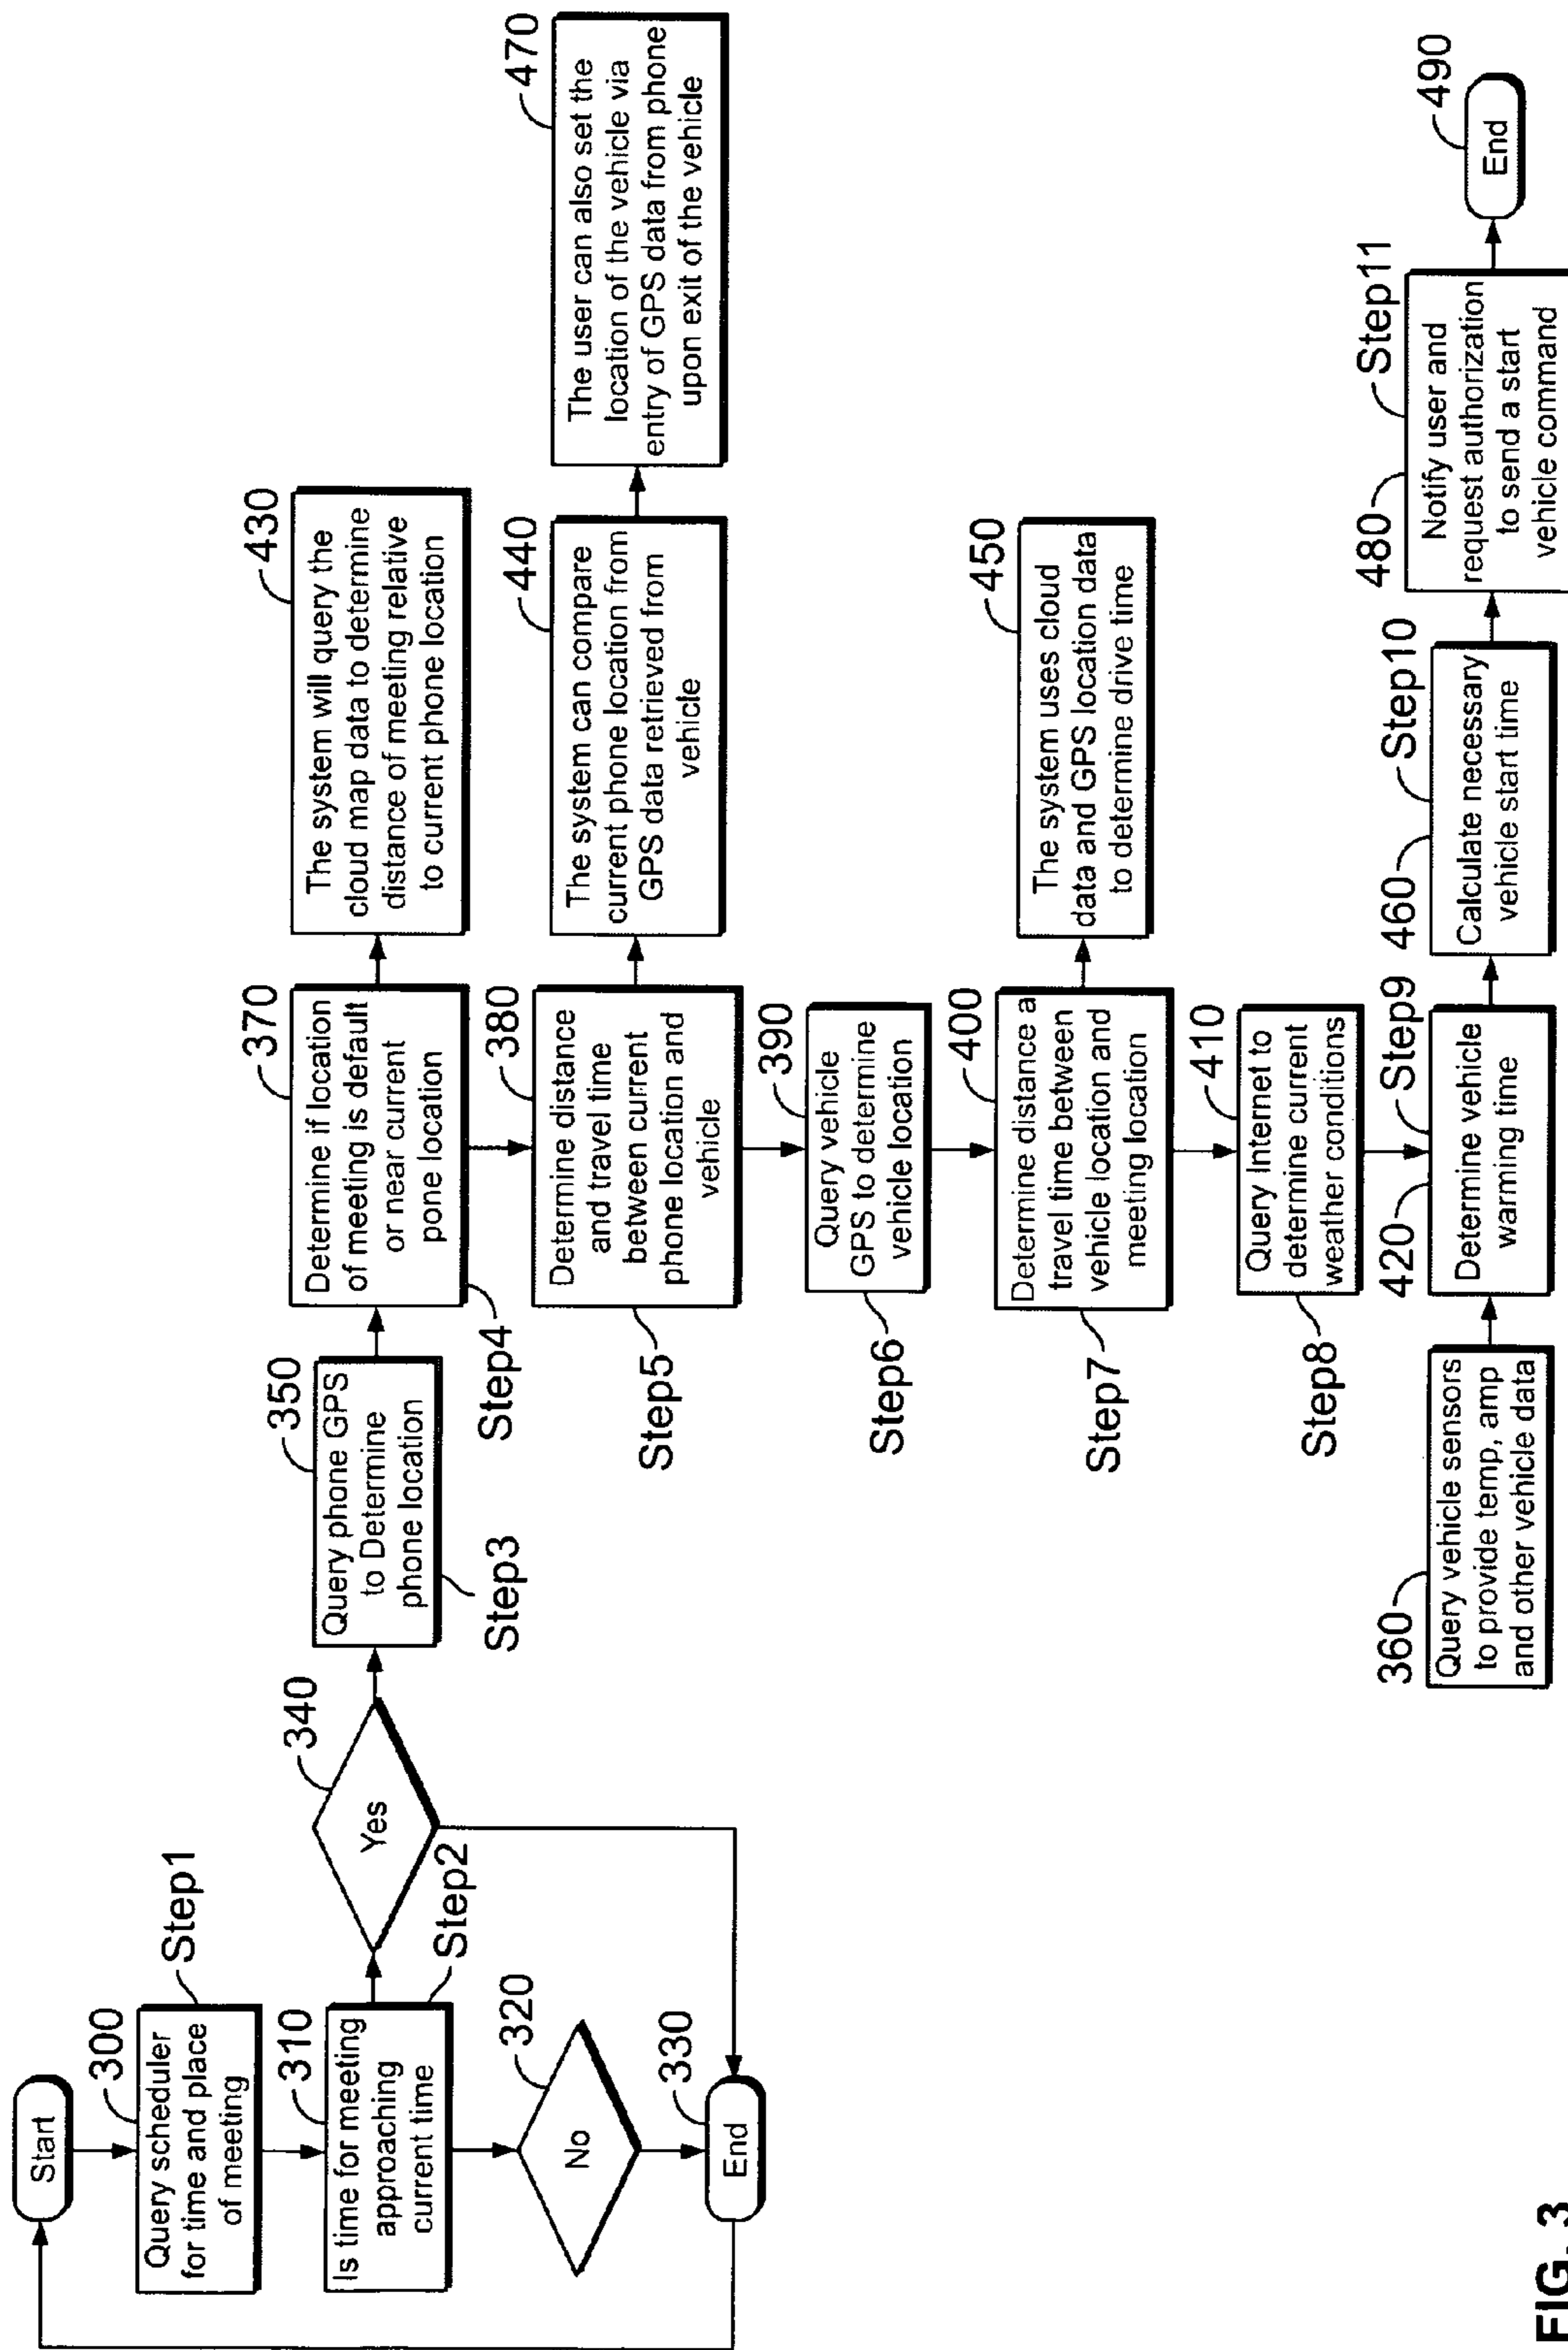 Start
300
Step1
Query scheduler
for time and place
of meeting
310
Is time for meeting
approaching
current time
Step2
320
No
330
End
340
Yes
350
Query phone GPS
to Determine
phone location
Step3
370
Determine if location
of meeting is default
or near current
pone location
Step4
430
The system will query the
cloud map data to determine
distance of meeting relative
to current phone location
380
Determine distance
and travel time
between current
phone location and
vehicle
Step5
440
The system can compare
current phone location from
GPS data retrieved from
vehicle
470
The user can also set the
location of the vehicle via
entry of GPS data from phone
upon exit of the vehicle
390
Query vehicle
GPS to determine
vehicle location
Step6
400
Determine distance a
travel time between
vehicle location and
meeting location
Step7
450
The system uses cloud
data and GPS location data
to determine drive time
410
Query Internet to
determine current
weather conditions
Step8
360
Query vehicle sensors
to provide temp, amp
and other vehicle data
420
Step9
Determine vehicle
warming time
460
Step10
Calculate necessary
vehicle start time
480
Step11
Notify user and
request authorization
to send a start
vehicle command
490
End
FIG. 3